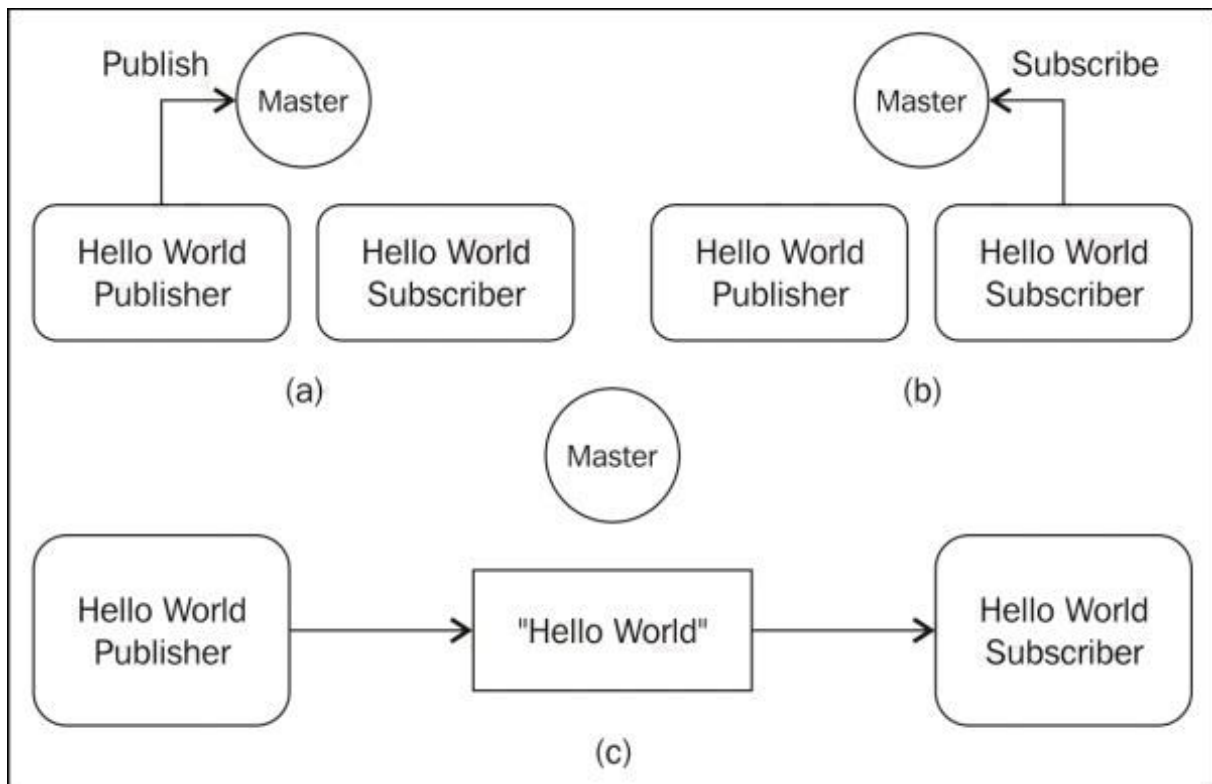 Publish
Master
Hello World
Publisher
Hello World
Subscriber
(a)
Master
Subscribe
Hello World
Publisher
Hello World
Subscriber
(b)
Master
Hello World
Publisher
"Hello World"
Hello World
Subscriber
(c)